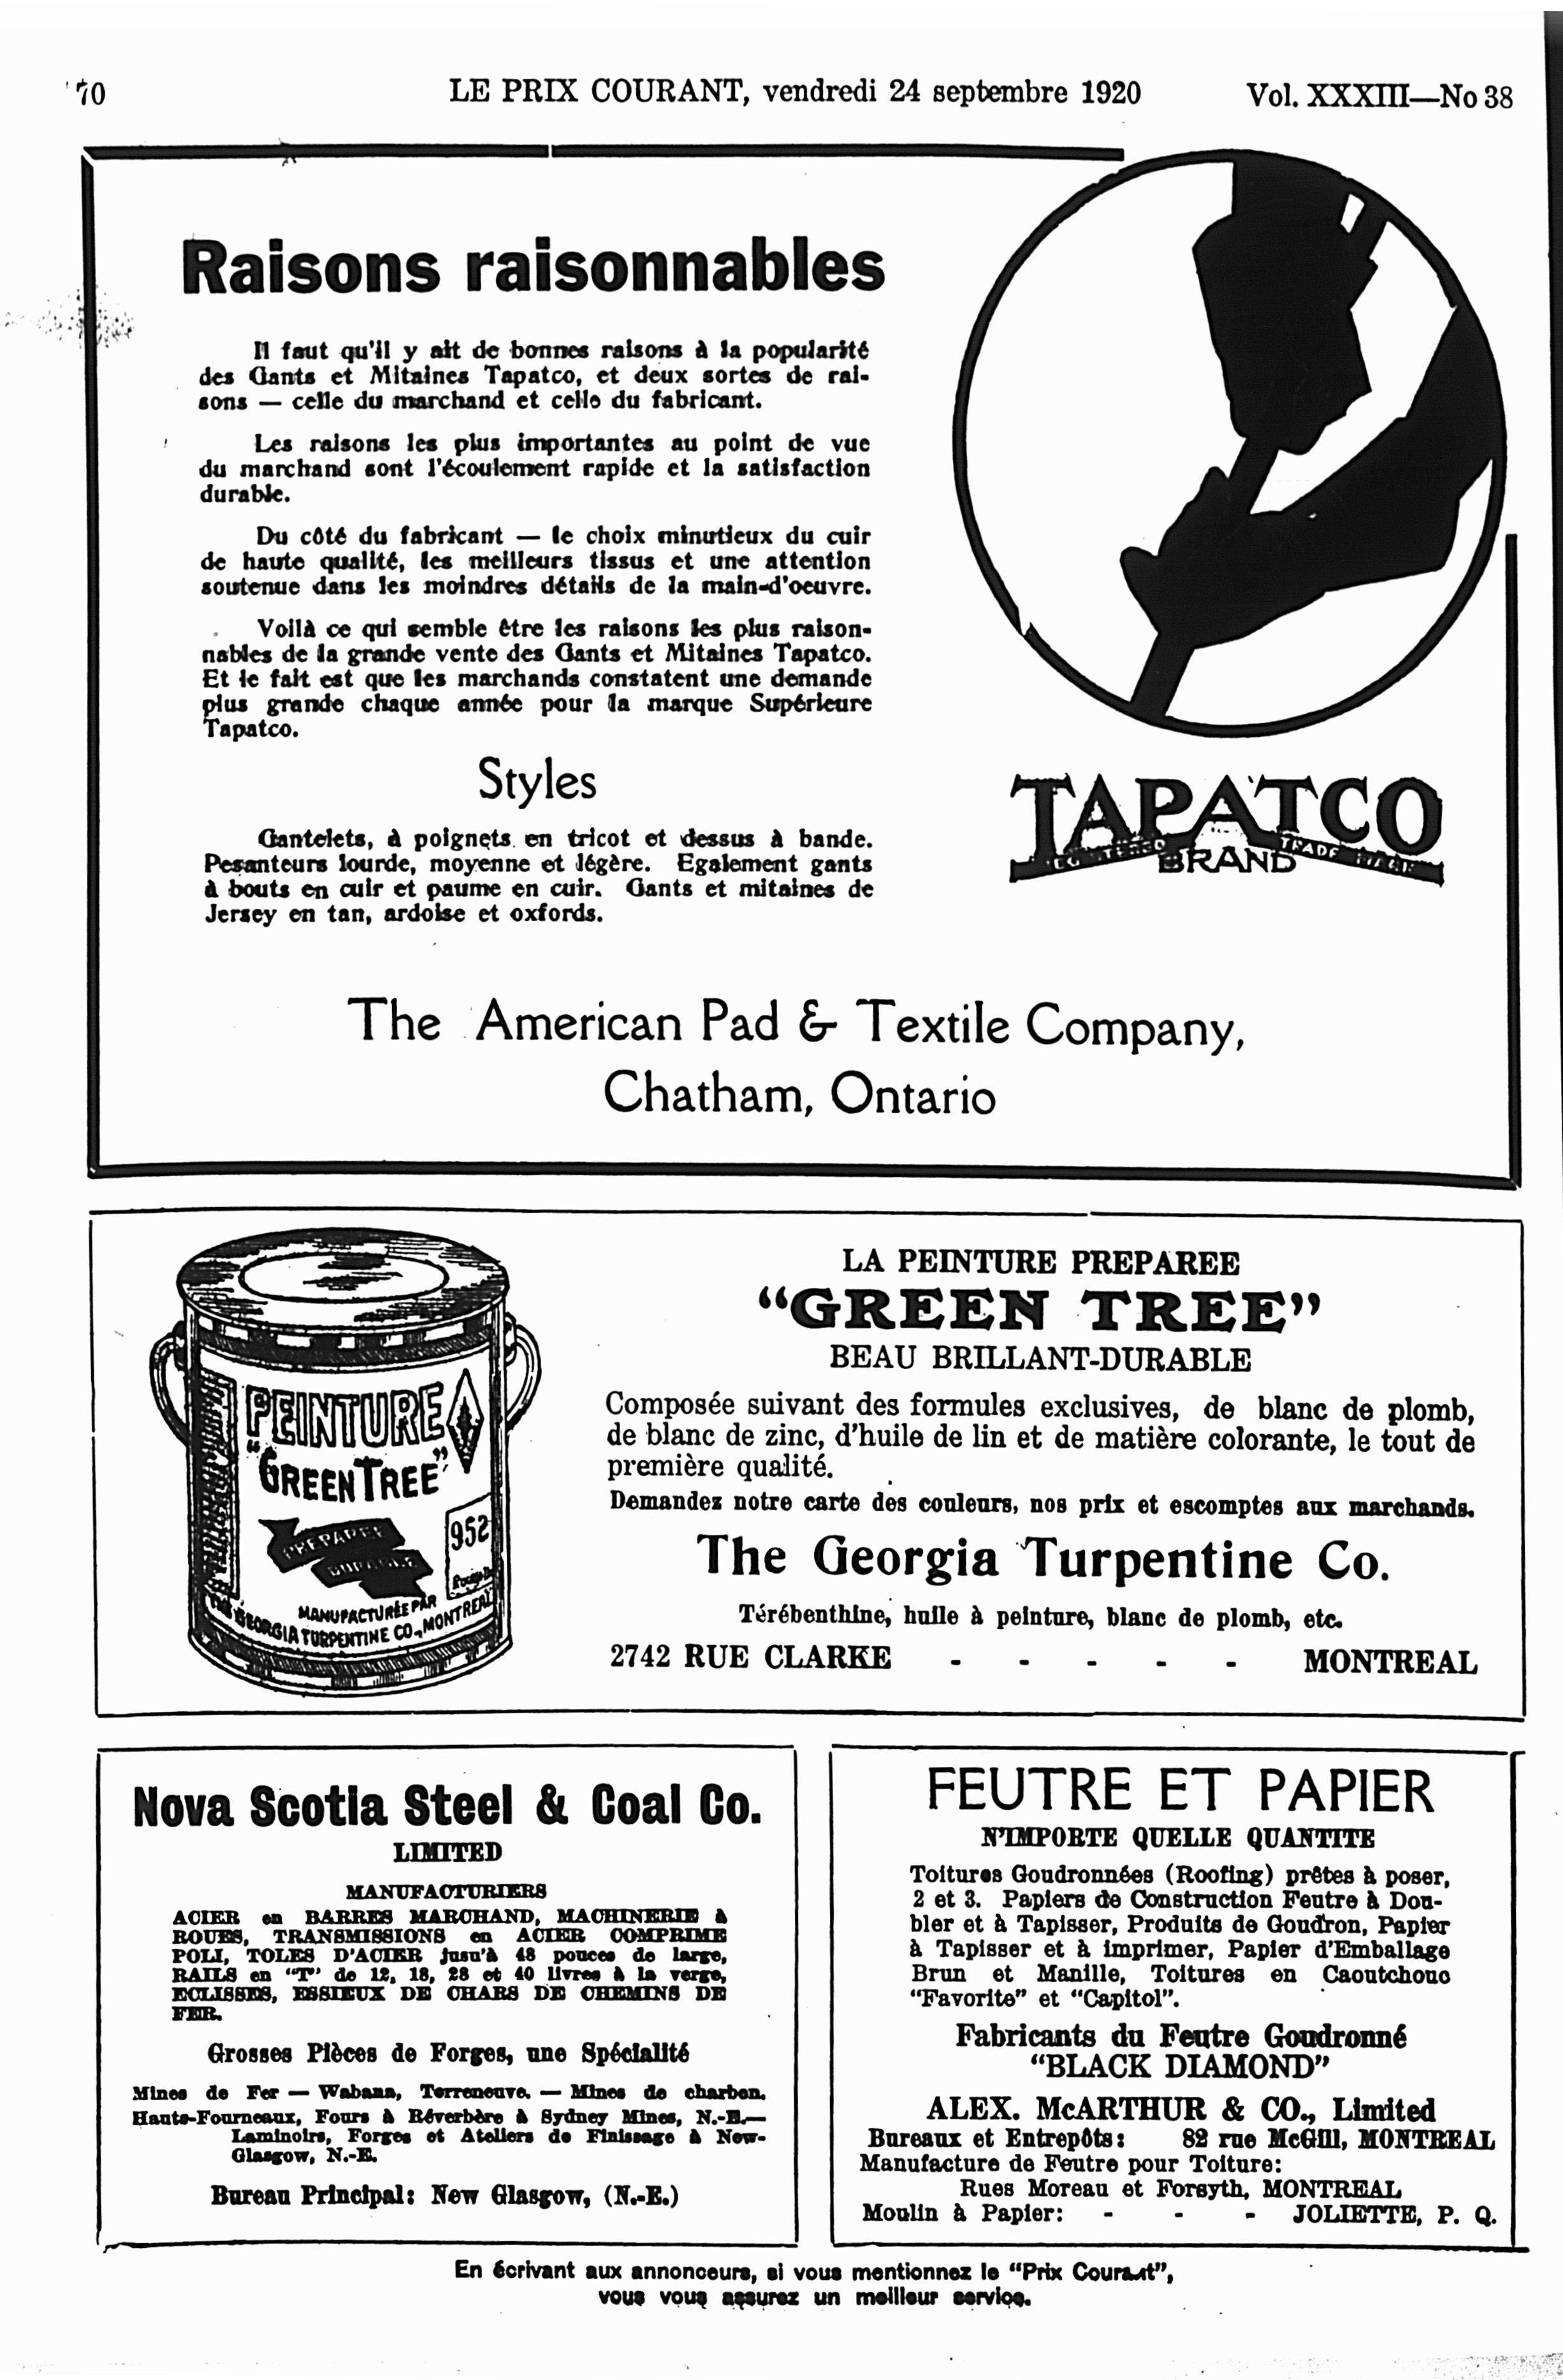 70 LE PRIX COURANT, vendredi 24 septembre 1920 Vol. XXXIII—No 38
Raisons raisonnables
Il faut qu'il y ait de bonnes raisons à la popularité
des Gants et Mitaines Tapatco, et deux sortes de rai-
sons — celle du marchand et celle du fabricant.
Les raisons les plus importantes au point de vue
du marchand sont l'écoulement rapide et la satisfaction
durable.
Du côté du fabricant — le choix minutieux du cuir
de haute qualité, les meilleurs tissus et une attention
soutenue dans les moindres détails de la main-d'oeuvre.
Voilà ce qui semble être les raisons les plus raison-
nables de la grande vente des Gants et Mitaines Tapatco.
Et le fait est que les marchands constatent une demande
plus grande chaque année pour la marque Supérieure
Tapatco.
Styles
Gantelets, à poignets en tricot et dessus à bande.
Pesanteurs lourde, moyenne et légère. Egalement gants
à bouts en cuir et paume en cuir. Gants et mitaines de
Jersey en tan, ardoise et oxfords.
TAPATCO
BRAND TRADE
The American Pad & Textile Company,
Chatham, Ontario
PEINTURE
"GREEN TREE"
PREPAREE
DURABLE
952
MANUFACTURÉE PAR
THE GEORGIA TURPENTINE CO., MONTREAL
LA PEINTURE PREPAREE
"GREEN TREE"
BEAU BRILLANT-DURABLE
Composée suivant des formules exclusives, de blanc de plomb,
de blanc de zinc, d'huile de lin et de matière colorante, le tout de
première qualité.
Demandez notre carte des couleurs, nos prix et escomptes aux marchands.
The Georgia Turpentine Co.
Térébenthine, huile à peinture, blanc de plomb, etc.
2742 RUE CLARKE - - - - - MONTREAL
Nova Scotia Steel & Coal Co.
LIMITED
MANUFACTURIERS
ACIER en BARRES MARCHAND, MACHINERIE à
ROUES, TRANSMISSIONS en ACIER COMPRIME
POLI, TOLES D'ACIER jusu'à 48 pouces de large,
RAILS en "T" de 12, 18, 28 et 40 livres à la verge,
ECLISSES, ESSIEUX DE CHARS DE CHEMINS DE
FER.
Grosses Pièces de Forges, une Spécialité
Mines de Fer — Wabana, Terreneuve. — Mines de charbon.
Hauts-Fourneaux, Fours à Réverbère à Sydney Mines, N.-E.—
Laminoirs, Forges et Ateliers de Finissage à New-
Glasgow, N.-E.
Bureau Principal: New Glasgow, (N.-E.)
FEUTRE ET PAPIER
N'IMPORTE QUELLE QUANTITE
Toitures Goudronnées (Roofing) prêtes à poser,
2 et 3. Papiers de Construction Feutre à Dou-
bler et à Tapisser, Produits de Goudron, Papier
à Tapisser et à imprimer, Papier d'Emballage
Brun et Manille, Toitures en Caoutchouc
"Favorite" et "Capitol".
Fabricants du Feutre Goudronné
"BLACK DIAMOND"
ALEX. McARTHUR & CO., Limited
Bureaux et Entrepôts: 82 rue McGill, MONTREAL
Manufacture de Feutre pour Toiture:
Rues Moreau et Forsyth, MONTREAL
Moulin à Papier: - - - JOLIETTE, P. Q.
En écrivant aux annonceurs, si vous mentionnez le "Prix Courant",
vous vous assurez un meilleur service.